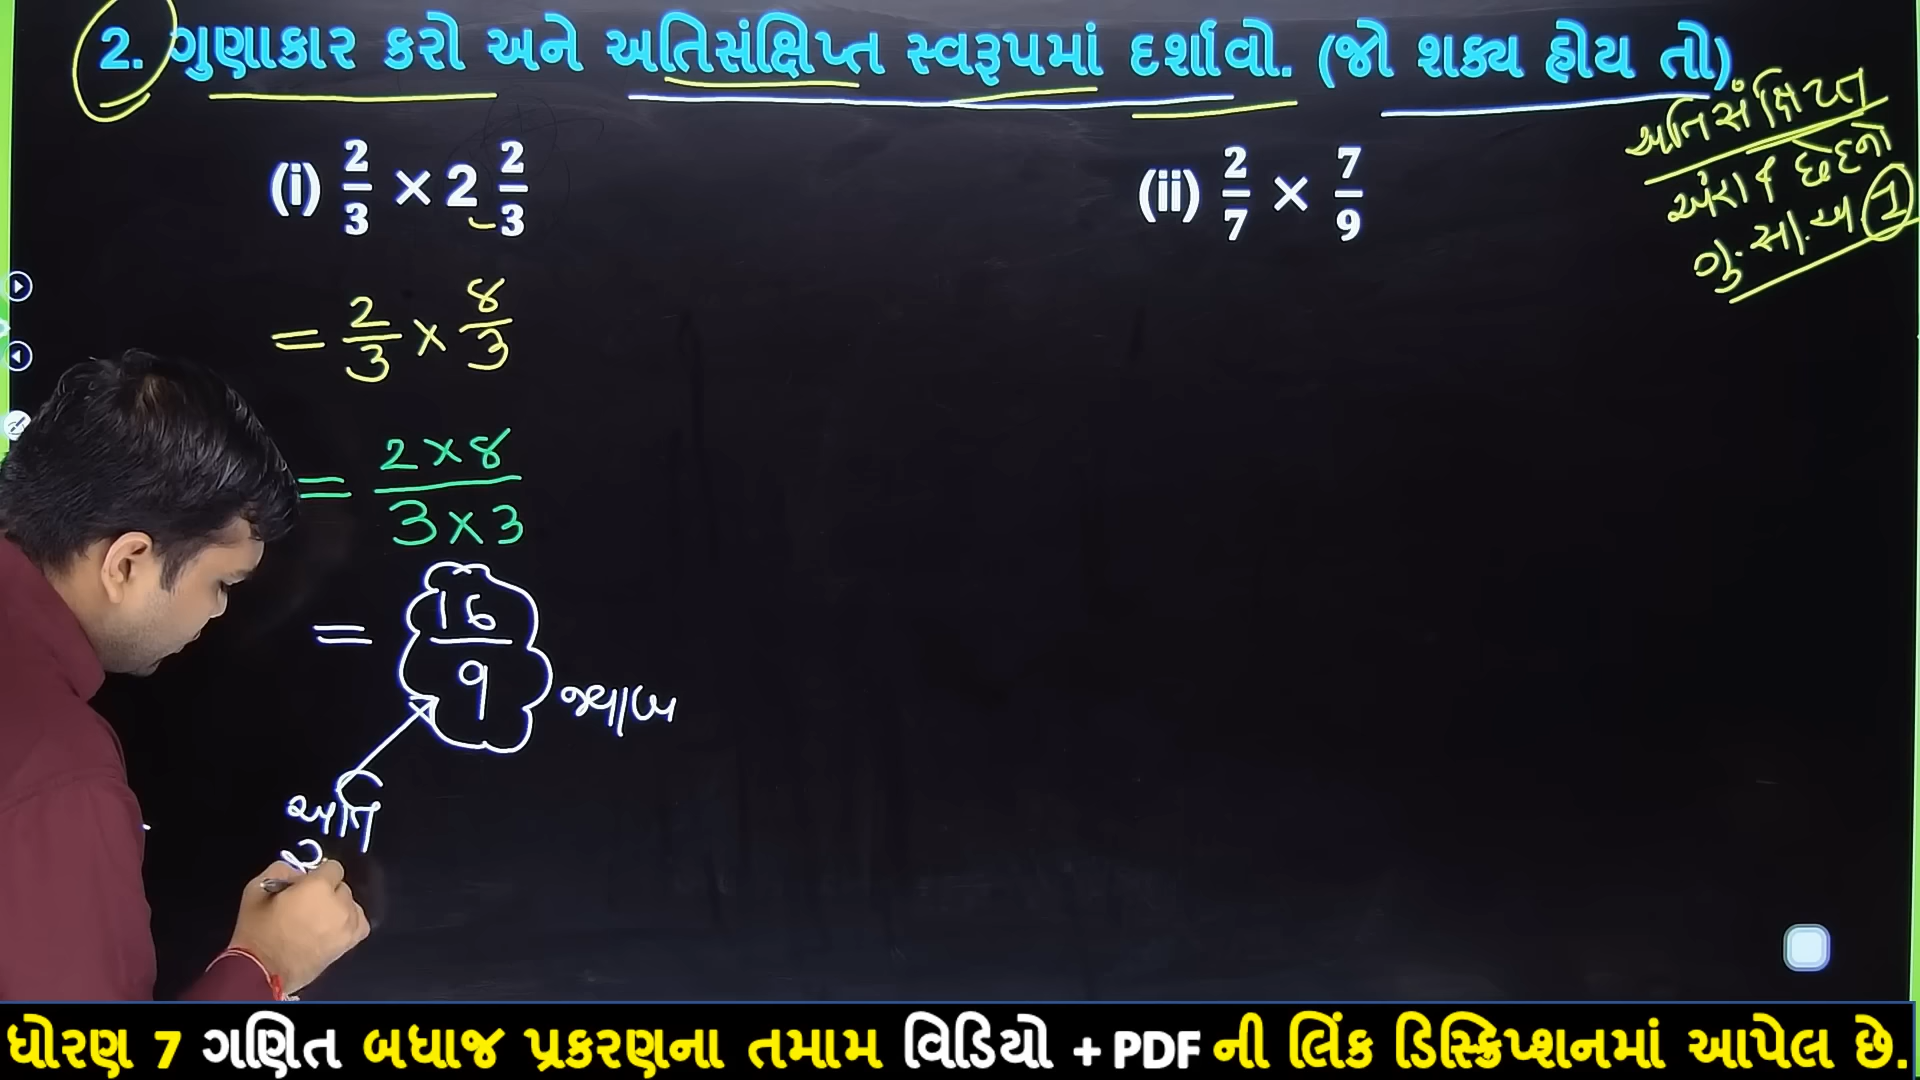 2. ગુણાકાર કરો અને અતિસંક્ષિપ્ત સ્વરૂપમાં દર્શાવો. (જો શક્ય હોય તો)
અતિસંક્ષિપ્ત
અંશ છેદનો
ગુ.સા.અ 1
(i) 2/3 × 2 2/3
= 2/3 × 8/3
= 2×8 / 3×3
= 16/9
જવાબ
અતિ
(ii) 2/7 × 7/9
ધોરણ 7 ગણિત બધાજ પ્રકરણના તમામ વિડિયો + PDF ની લિંક ડિસ્ક્રિપ્શનમાં આપેલ છે.